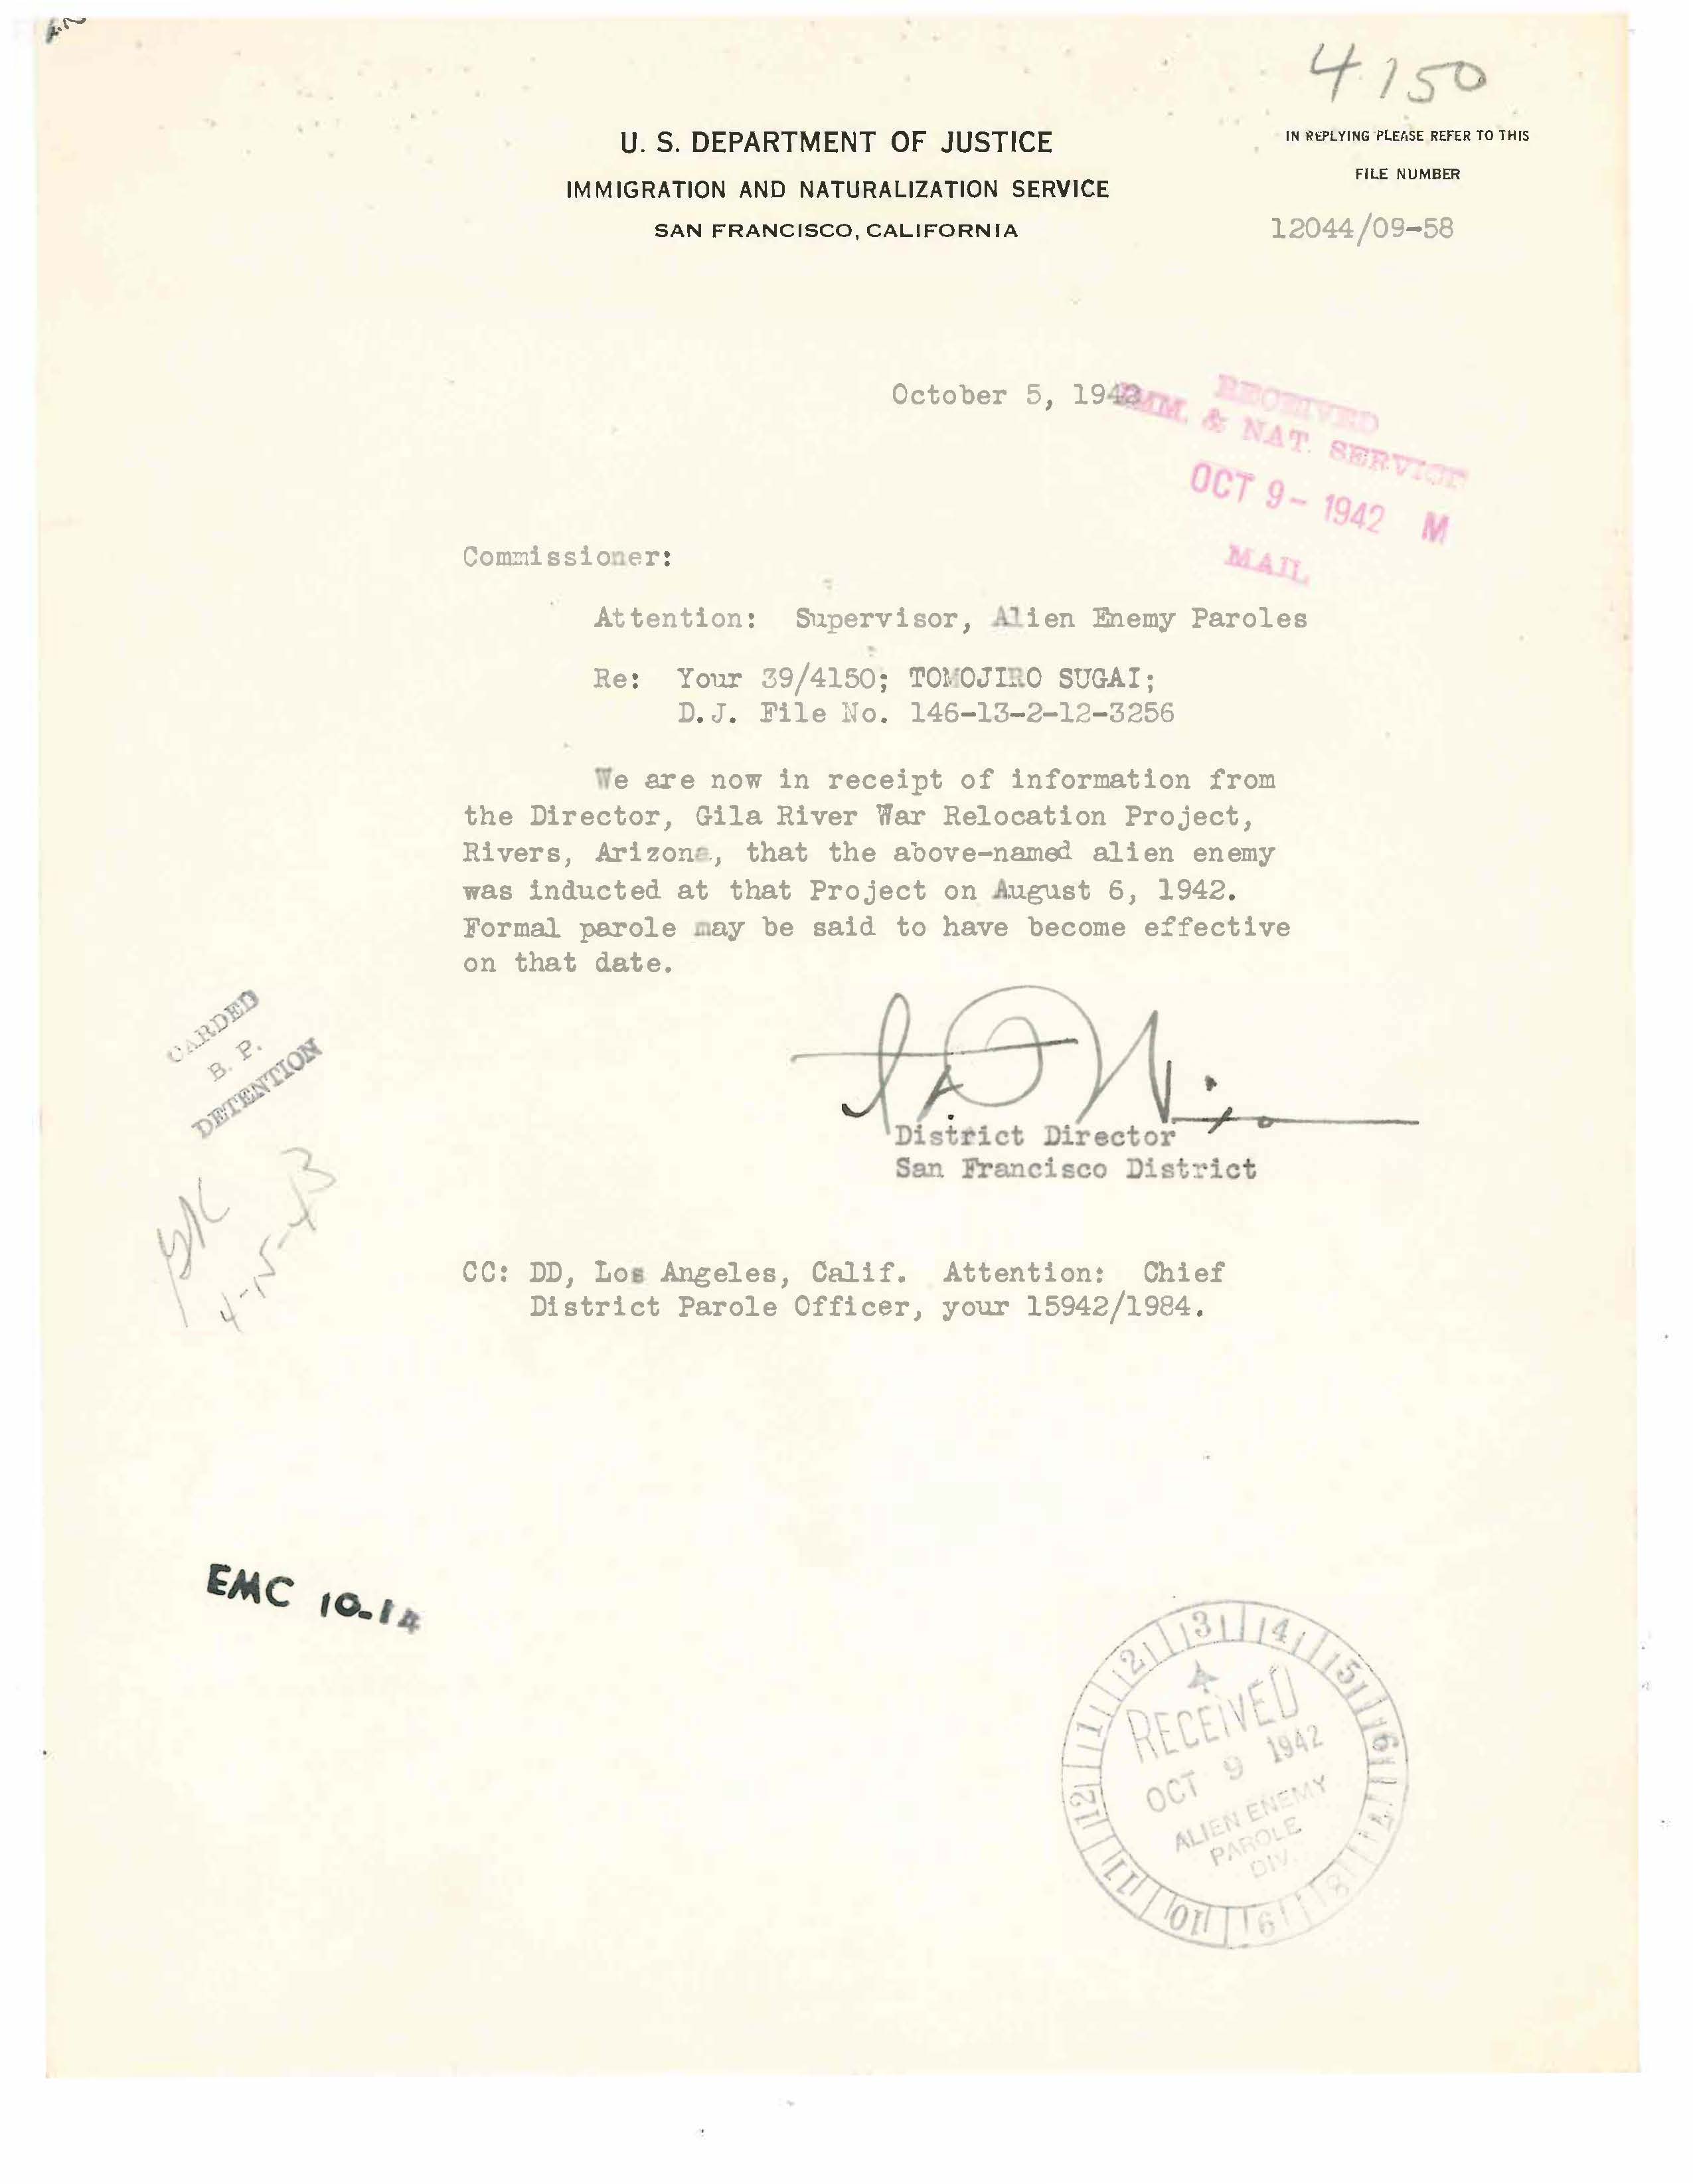 4150
U. S. DEPARTMENT OF JUSTICE
IMMIGRATION AND NATURALIZATION SERVICE
SAN FRANCISCO, CALIFORNIA
IN REPLYING PLEASE REFER TO THIS
FILE NUMBER
12044/09-58
October 5, 1942
RECEIVED
IMM. & NAT. SERVICE
OCT 9- 1942 M
MAIL
Commissioner:
Attention: Supervisor, Alien Enemy Paroles
Re: Your 39/4150; TOMOJIRO SUGAI;
D.J. File No. 146-13-2-12-3256
We are now in receipt of information from
the Director, Gila River War Relocation Project,
Rivers, Arizona, that the above-named alien enemy
was inducted at that Project on August 6, 1942.
Formal parole may be said to have become effective
on that date.
CARDED
B. P.
DETENTION
4-15-43
District Director
San Francisco District
CC: DD, Los Angeles, Calif. Attention: Chief
District Parole Officer, your 15942/1984.
EMC 10-14
1 2 3 4 5 6 7 8 9 10 11 12
RECEIVED
OCT 9 1942
ALIEN ENEMY
PAROLE
DIV.